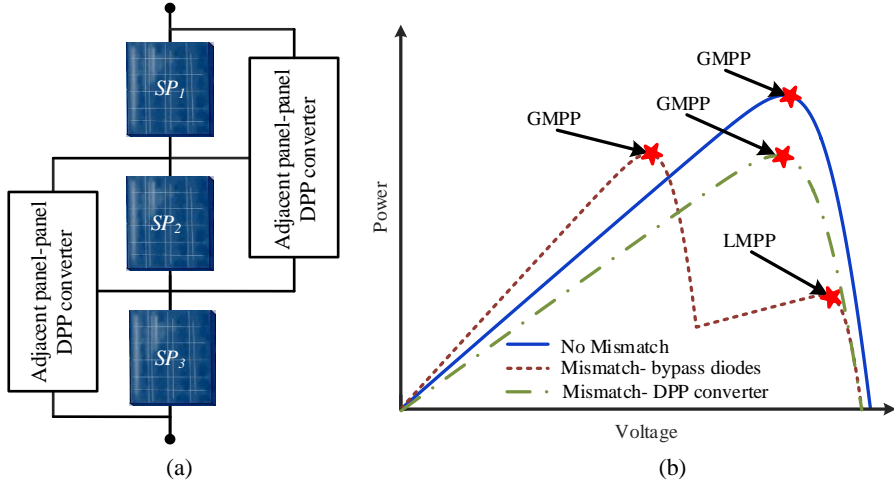 SP1
SP2
SP3
Adjacent panel-panel
DPP converter
Adjacent panel-panel
DPP converter
(a)
Power
GMPP
GMPP
GMPP
LMPP
No Mismatch
Mismatch- bypass diodes
Mismatch- DPP converter
Voltage
(b)